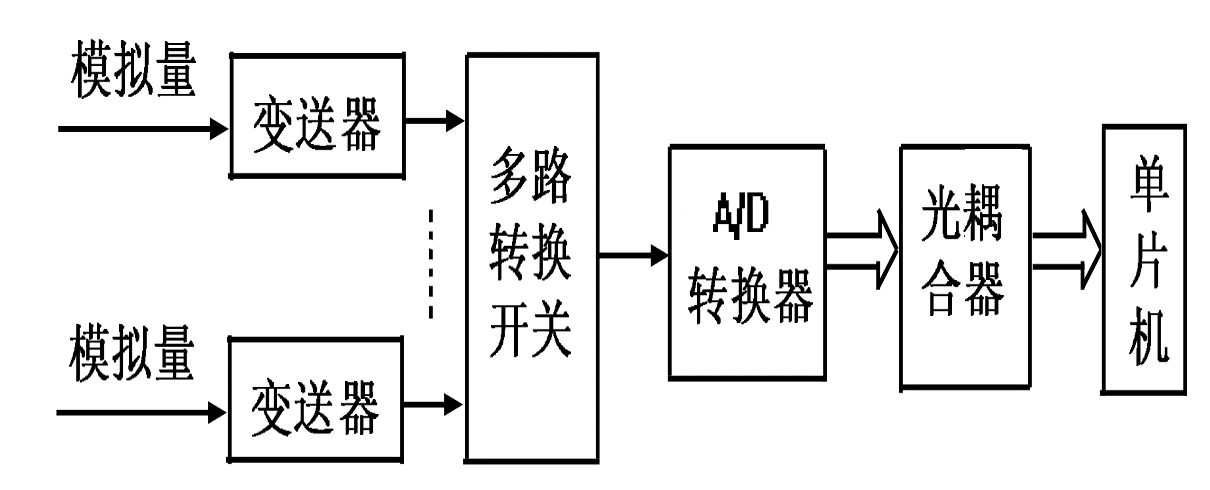 模拟量
变送器
模拟量
变送器
多路
转换
开关
A/D
转换器
光耦
合器
单
片
机